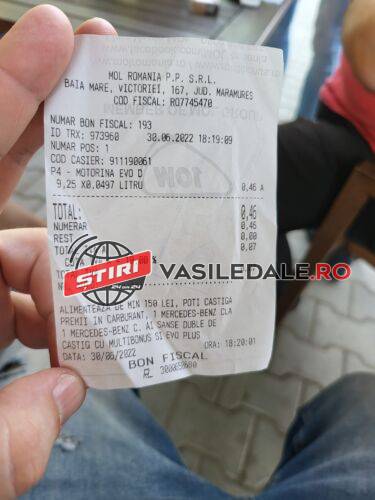 MOL ROMANIA P.P. S.R.L.
BAIA MARE, VICTORIEI, 167, JUD. MARAMURES
COD FISCAL: RO7745470
NUMAR BON FISCAL: 193
ID TRX: 973960 30.06.2022 18:19:09
NUMAR POS: 1
COD CASIER: 911190061
P4 - MOTORINA EVO D
9,25 X0,0497 LITRU 0,46 A
TOTAL: 0,46
NUMERAR 0,46
REST 0,00
0,07
STIRI VASILEDALE.RO
24 din 24
ALIMENTEAZA DE MIN 150 LEI, POTI CASTIGA
PREMII IN CARBURANT, 1 MERCEDES-BENZ CLA
1 MERCEDES-BENZ C. AI SANSE DUBLE DE
CASTIG CU MULTIBONUS SI EVO PLUS
DATA: 30/06/2022 ORA: 18:20:01
BON FISCAL